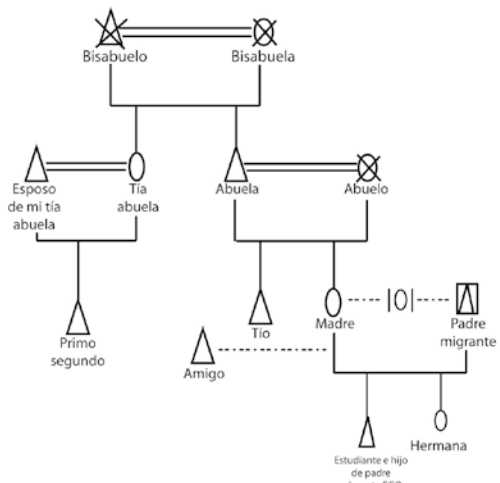 Bisabuelo
Bisabuela
Esposo
de mi tía
abuela
Tía
abuela
Abuela
Abuelo
Primo
segundo
Tío
Madre
Padre
migrante
Amigo
Estudiante e hijo
de padre
Hermana